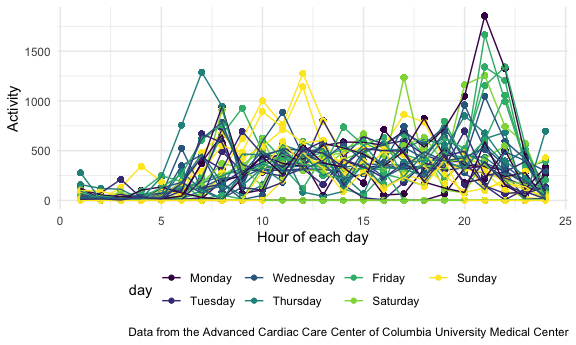 1500
1000
500
0
Activity
0 5 10 15 20 25
Hour of each day
day
Monday Wednesday Friday Sunday
Tuesday Thursday Saturday
Data from the Advanced Cardiac Care Center of Columbia University Medical Center